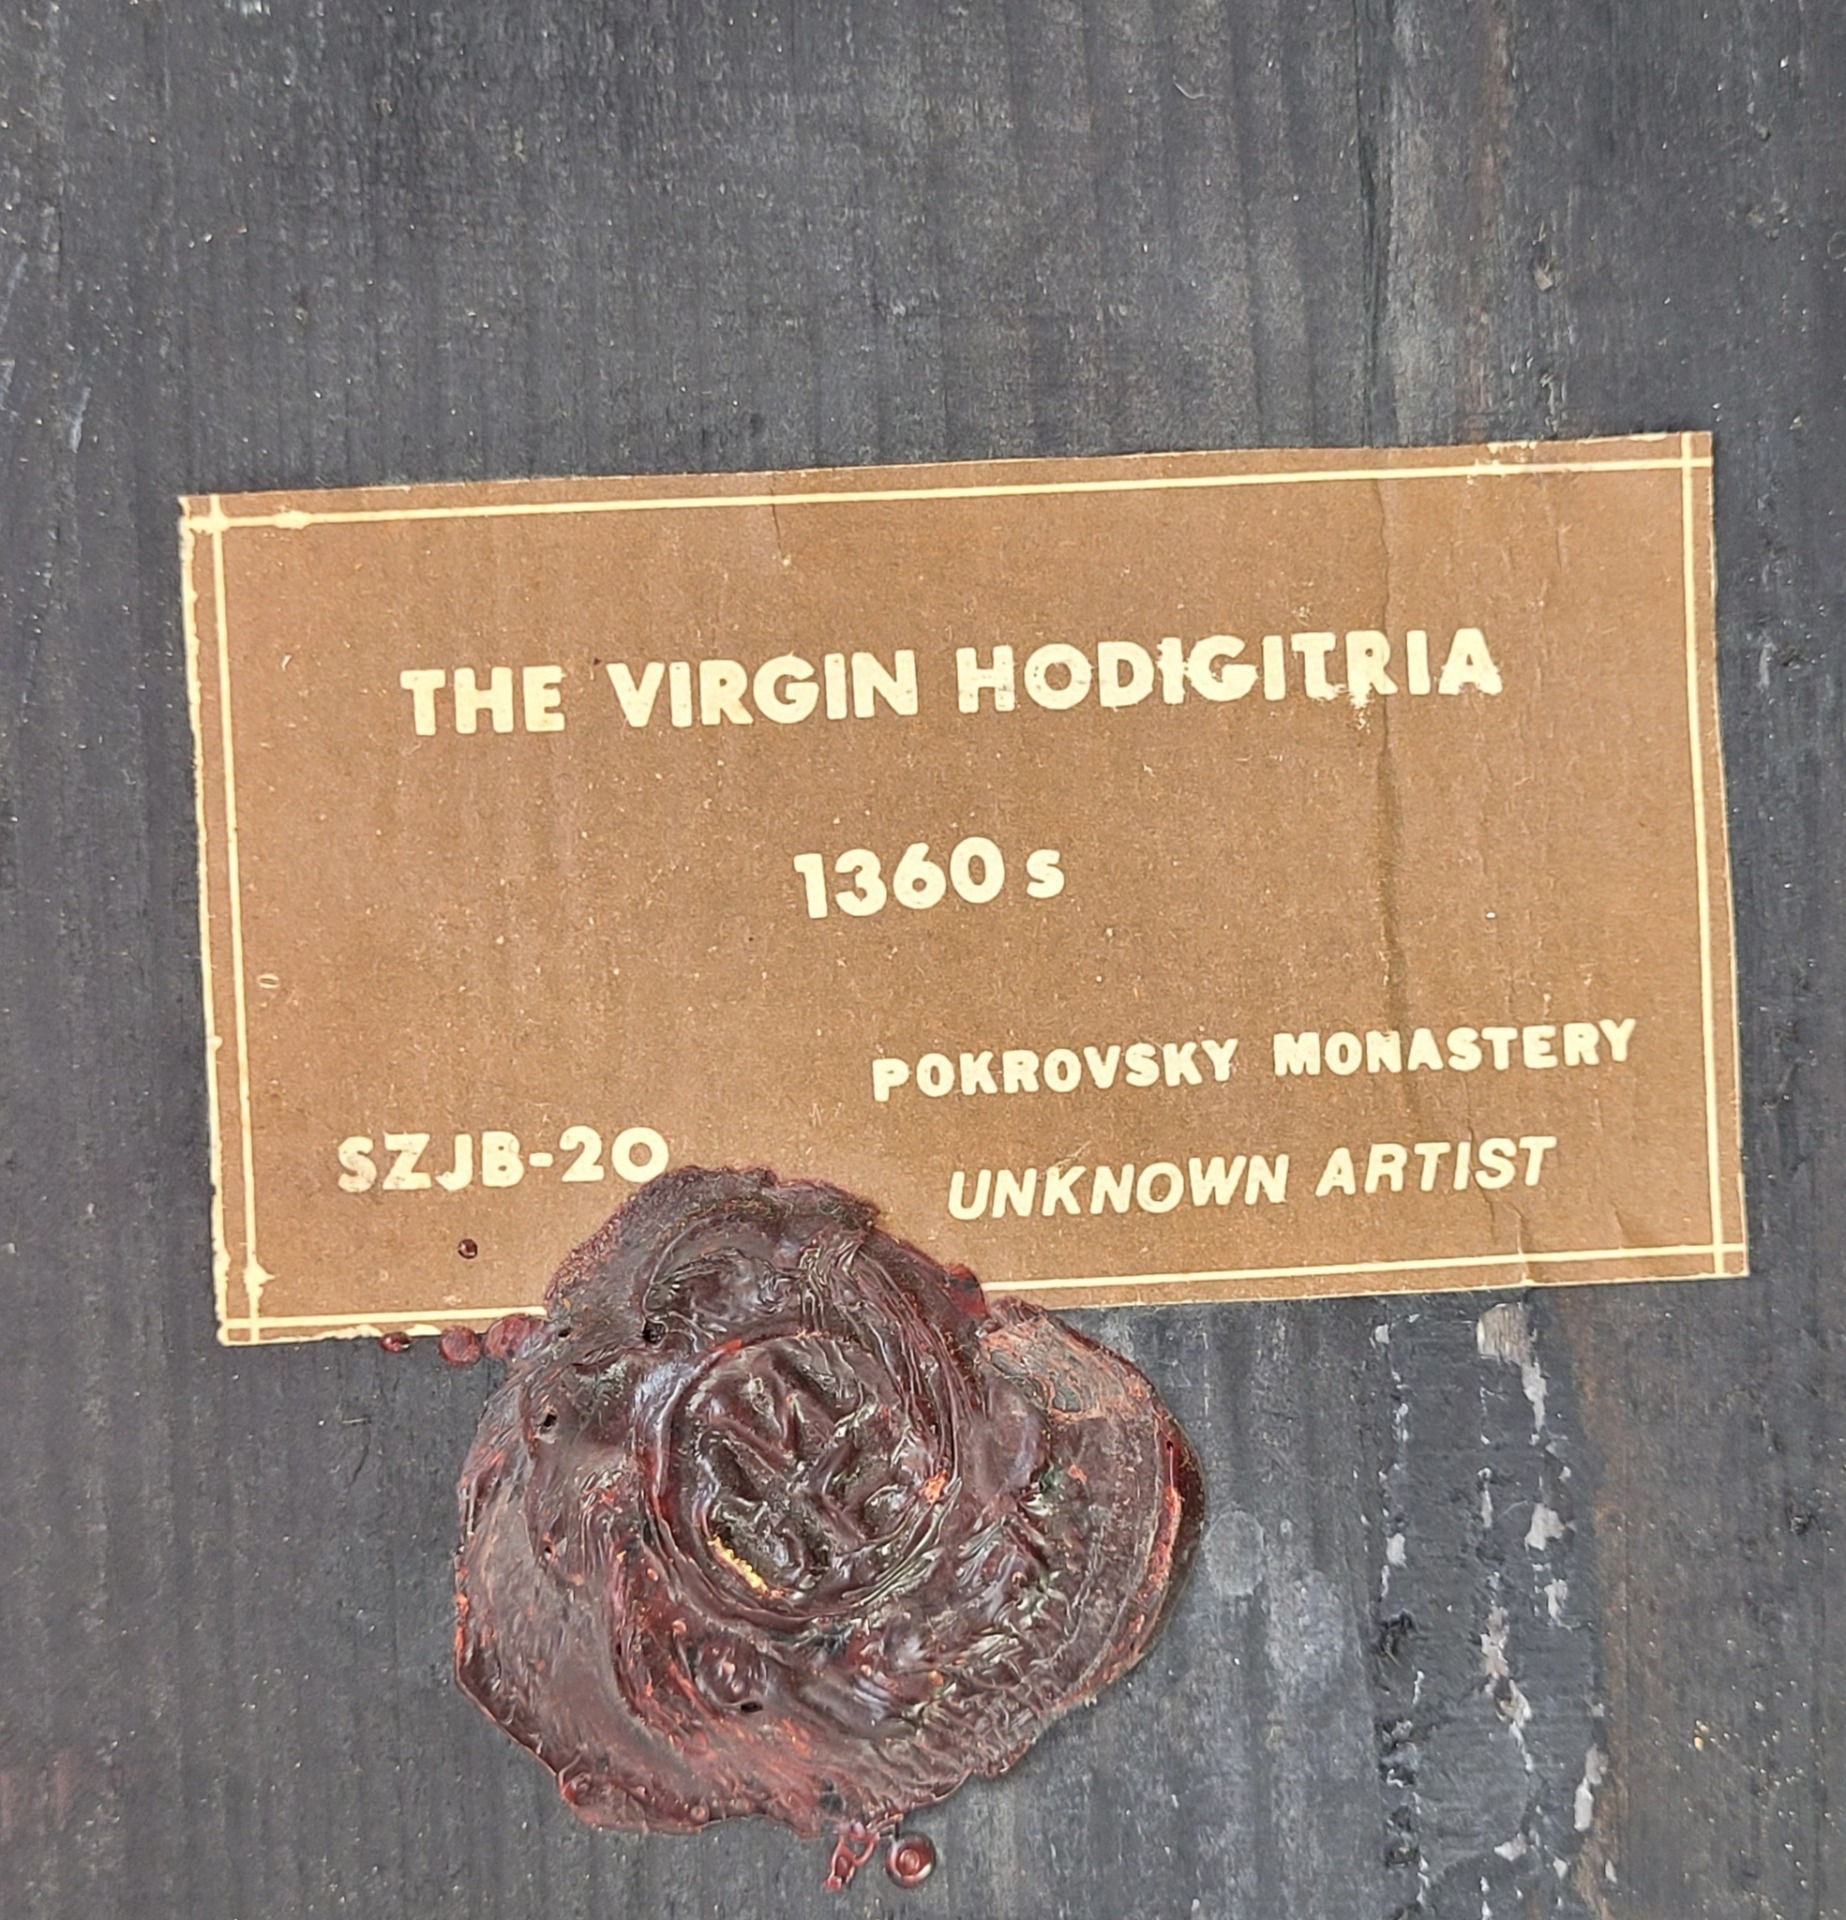 THE VIRGIN HODIGITRIA
1360s
POKROVSKY MONASTERY
SZJB-20
UNKNOWN ARTIST